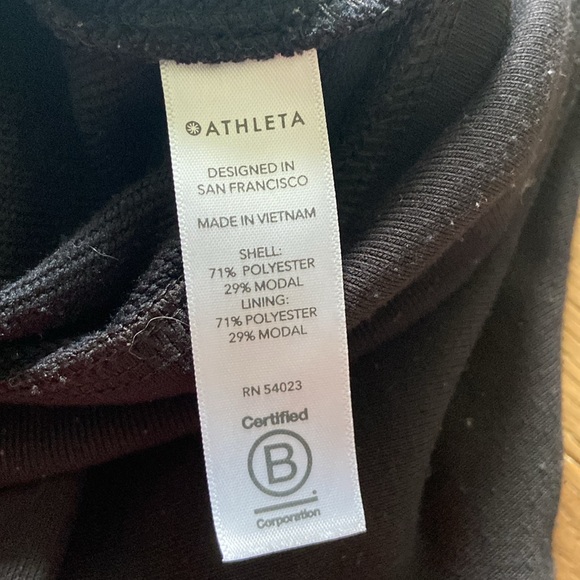 ATHLETA
DESIGNED IN
SAN FRANCISCO
MADE IN VIETNAM
SHELL:
71% POLYESTER
29% MODAL
LINING:
71% POLYESTER
29% MODAL
RN 54023
Certified
B
Corporation